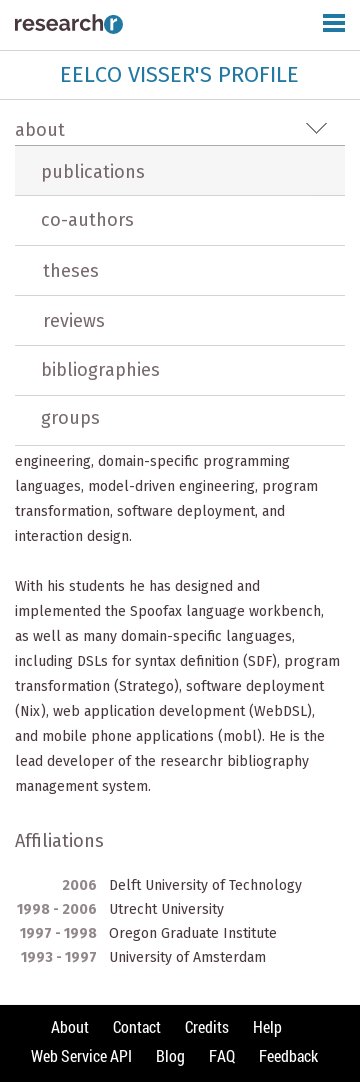 researchr
EELCO VISSER'S PROFILE
about
publications
co-authors
theses
reviews
bibliographies
groups
engineering, domain-specific programming
languages, model-driven engineering, program
transformation, software deployment, and
interaction design.
With his students he has designed and
implemented the Spoofax language workbench,
as well as many domain-specific languages,
including DSLs for syntax definition (SDF), program
transformation (Stratego), software deployment
(Nix), web application development (WebDSL),
and mobile phone applications (mobl). He is the
lead developer of the researchr bibliography
management system.
Affiliations
2006 Delft University of Technology
1998 - 2006 Utrecht University
1997 - 1998 Oregon Graduate Institute
1993 - 1997 University of Amsterdam
About Contact Credits Help
Web Service API Blog FAQ Feedback